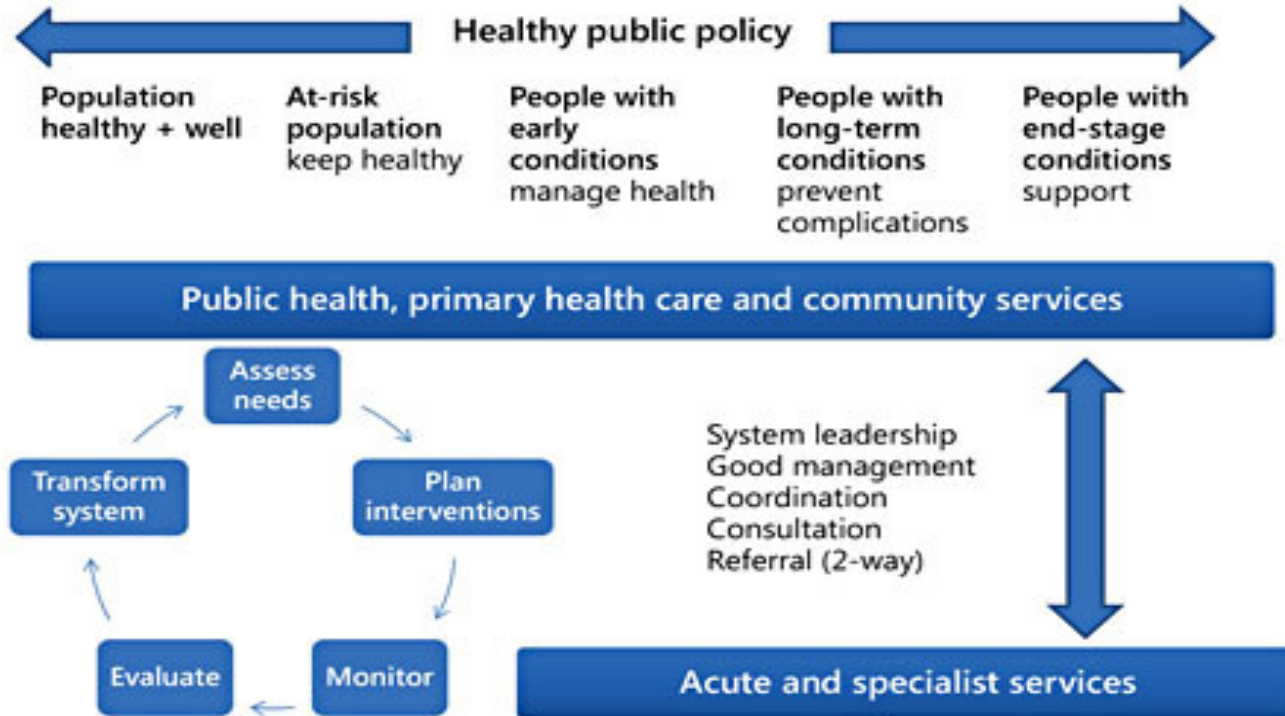 Healthy public policy
Population
healthy + well
At-risk
population
keep healthy
People with
early
conditions
manage health
People with
long-term
conditions
prevent
complications
People with
end-stage
conditions
support
Public health, primary health care and community services
Assess
needs
Plan
interventions
Monitor
Evaluate
Transform
system
System leadership
Good management
Coordination
Consultation
Referral (2-way)
Acute and specialist services